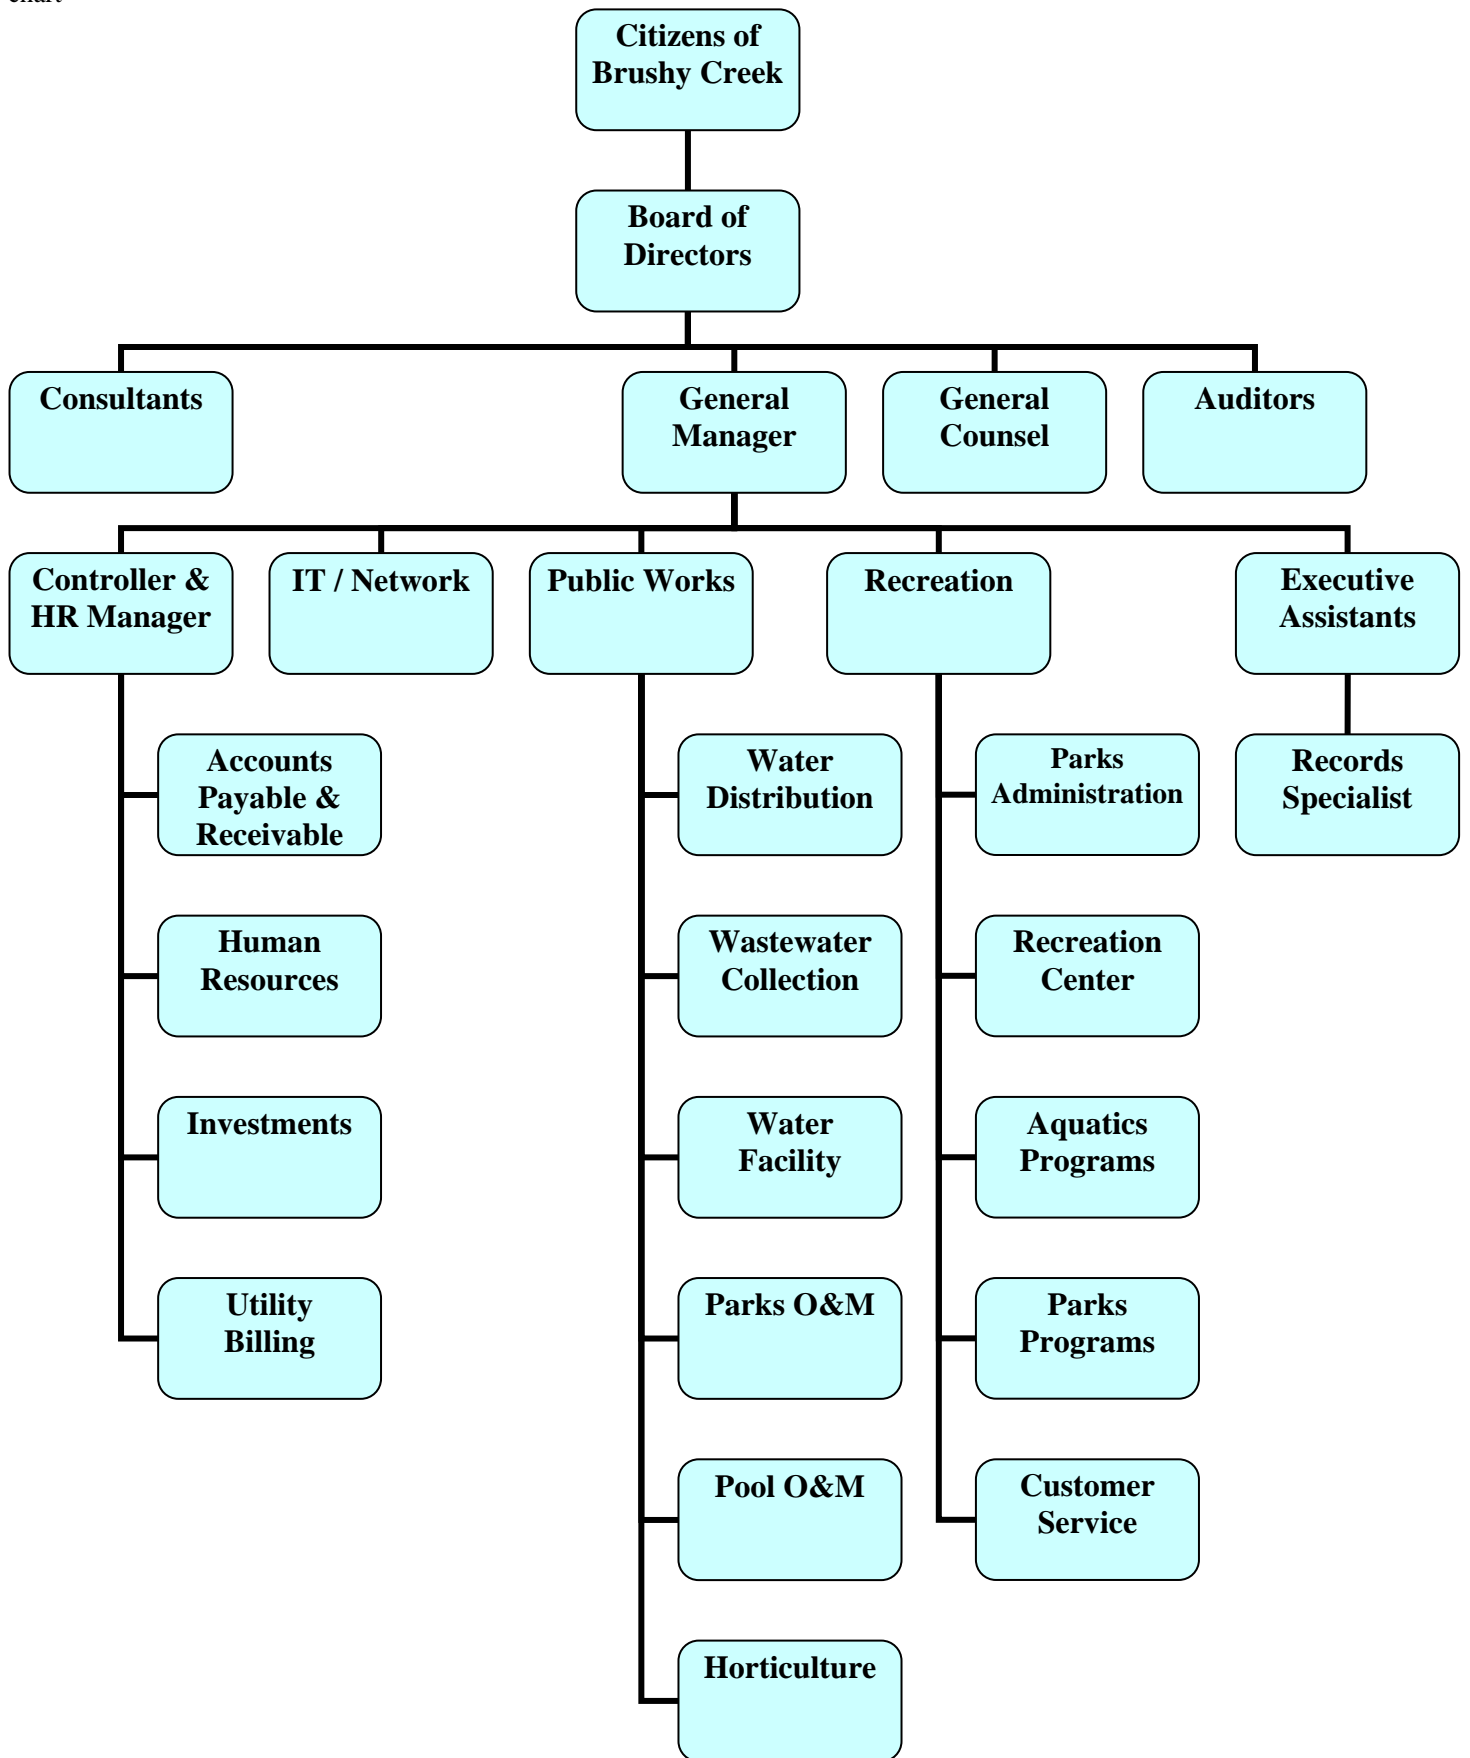 chart
Citizens of
Brushy Creek
Board of
Directors
Consultants
General
Manager
General
Counsel
Auditors
Controller &
HR Manager
IT / Network
Public Works
Recreation
Executive
Assistants
Accounts
Payable &
Receivable
Water
Distribution
Parks
Administration
Records
Specialist
Human
Resources
Wastewater
Collection
Recreation
Center
Investments
Water
Facility
Aquatics
Programs
Utility
Billing
Parks O&M
Parks
Programs
Pool O&M
Customer
Service
Horticulture